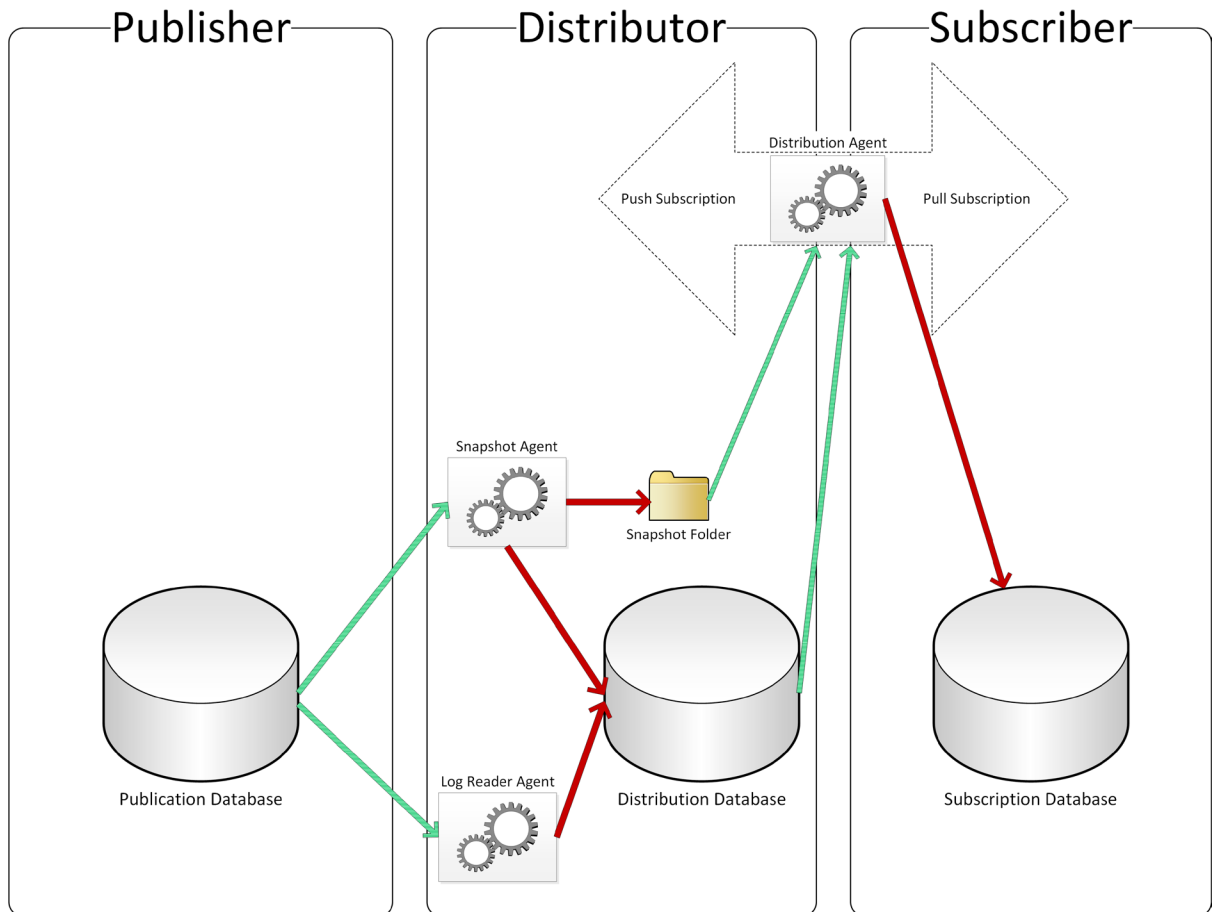 Publisher
Distributor
Subscriber
Distribution Agent
Push Subscription
Pull Subscription
Snapshot Agent
Snapshot Folder
Publication Database
Log Reader Agent
Distribution Database
Subscription Database